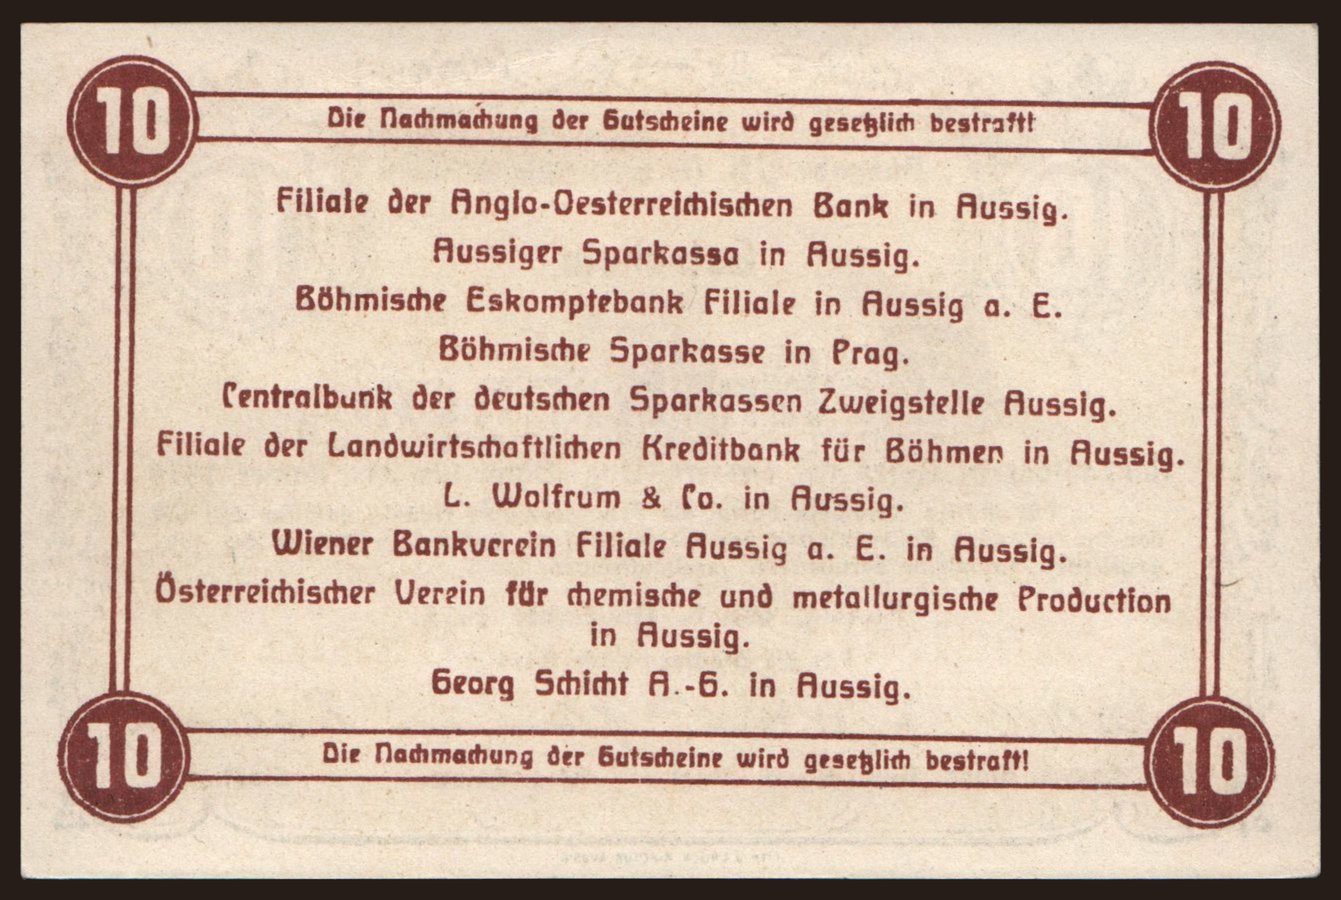 10 Die Nachmachung der Gutscheine wird gesetzlich bestraft! 10
Filiale der Anglo-Oesterreichischen Bank in Aussig.
Aussiger Sparkassa in Aussig.
Böhmische Eskomptebank Filiale in Aussig a. E.
Böhmische Sparkasse in Prag.
Centralbank der deutschen Sparkassen Zweigstelle Aussig.
Filiale der Landwirtschaftlichen Kreditbank für Böhmen in Aussig.
L. Wolfrum & Co. in Aussig.
Wiener Bankverein Filiale Aussig a. E. in Aussig.
Österreichischer Verein für chemische und metallurgische Production
in Aussig.
Georg Schicht A.-G. in Aussig.
10 Die Nachmachung der Gutscheine wird gesetzlich bestraft! 10